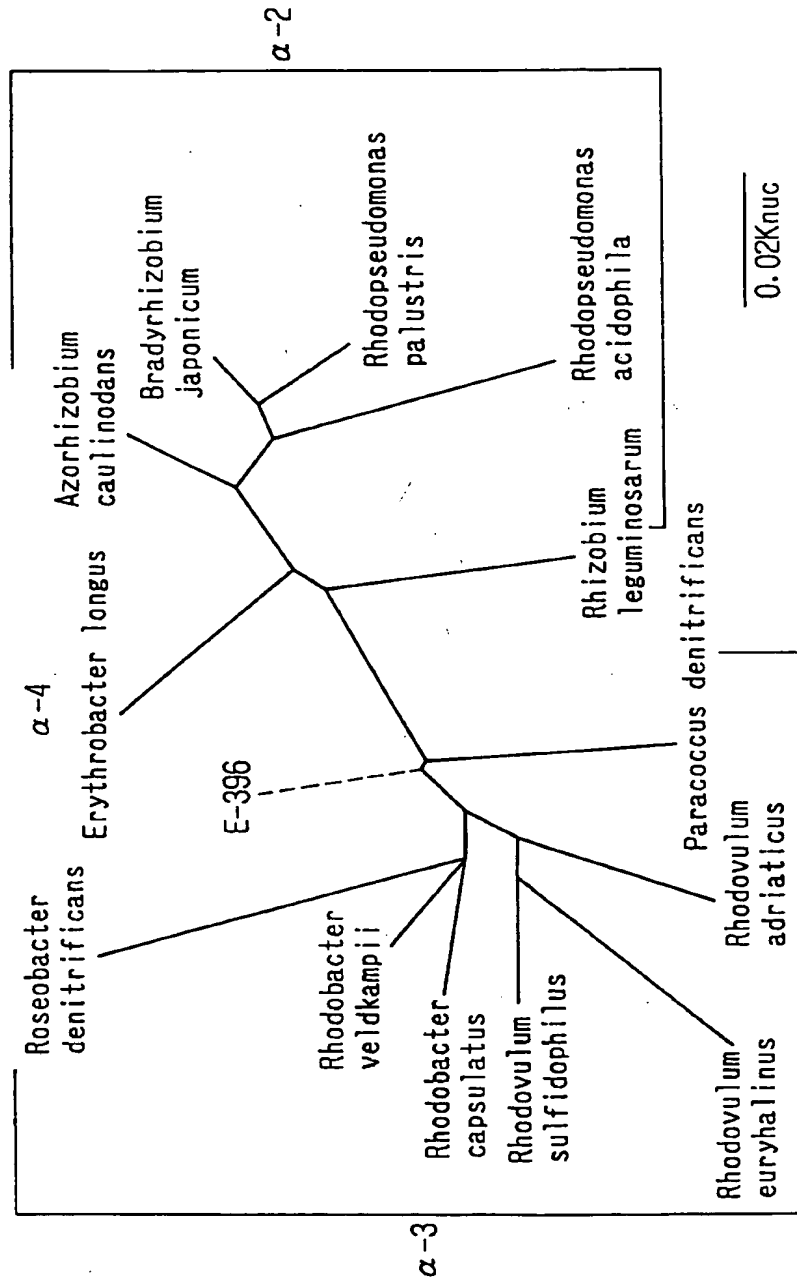 α-4
α-2
α-3
Roseobacter
denitrificans
Erythrobacter longus
Azorhizobium
caulinodans
Bradyrhizobium
japonicum
E-396
Rhodobacter
veldkampii
Rhodopseudomonas
palustris
Rhodobacter
capsulatus
Rhodovulum
sulfidophilus
Rhizobium
leguminosarum
Rhodopseudomonas
acidophila
Paracoccus denitrificans
Rhodovulum
adriaticus
Rhodovulum
euryhalinus
0.02Knuc